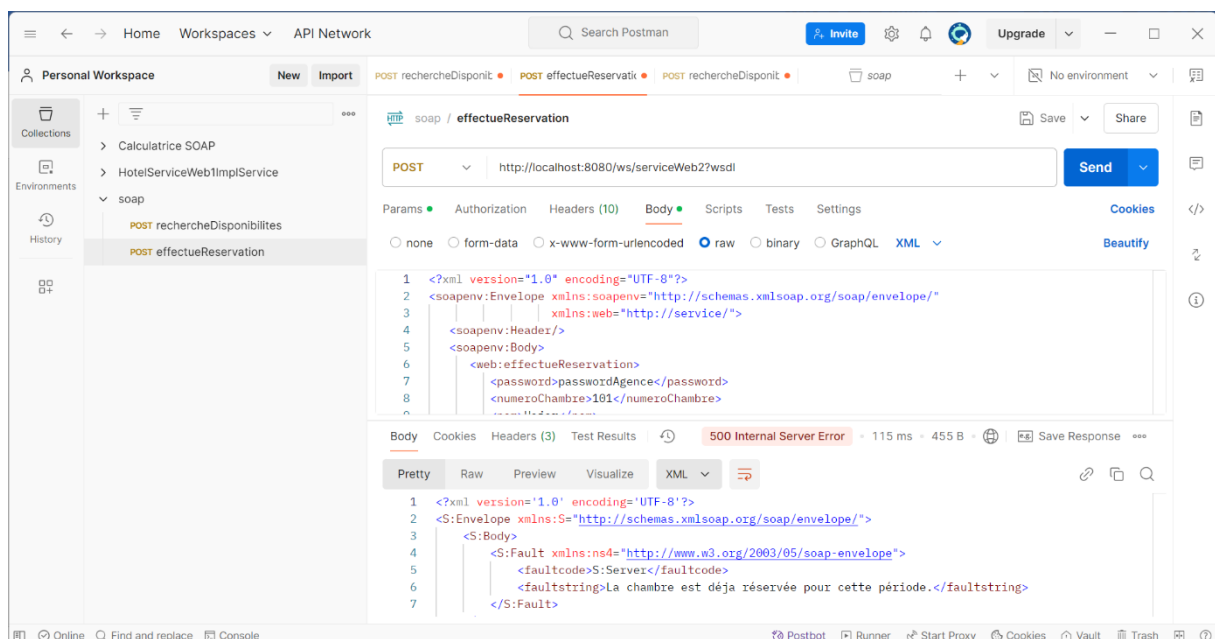 Home Workspaces API Network Search Postman Invite Upgrade
Personal Workspace New Import POST rechercheDisponit POST effectueReservatic POST rechercheDisponit soap No environment
Collections
Environments
History
Calculatrice SOAP
HotelServiceWeb1ImplService
soap
POST rechercheDisponibilites
POST effectueReservation
HTTP soap / effectueReservation Save Share
POST http://localhost:8080/ws/serviceWeb2?wsdl Send
Params Authorization Headers (10) Body Scripts Tests Settings Cookies
none form-data x-www-form-urlencoded raw binary GraphQL XML Beautify
1 <?xml version="1.0" encoding="UTF-8"?>
2 <soapenv:Envelope xmlns:soapenv="http://schemas.xmlsoap.org/soap/envelope/"
3 xmlns:web="http://service/">
4 <soapenv:Header/>
5 <soapenv:Body>
6 <web:effectueReservation>
7 <password>passwordAgence</password>
8 <numeroChambre>101</numeroChambre>
Body Cookies Headers (3) Test Results 500 Internal Server Error 115 ms 455 B e.g. Save Response
Pretty Raw Preview Visualize XML
1 <?xml version='1.0' encoding='UTF-8'?>
2 <S:Envelope xmlns:S="http://schemas.xmlsoap.org/soap/envelope/">
3 <S:Body>
4 <S:Fault xmlns:ns4="http://www.w3.org/2003/05/soap-envelope">
5 <faultcode>S:Server</faultcode>
6 <faultstring>La chambre est déja réservée pour cette période.</faultstring>
7 </S:Fault>
Online Find and replace Console Postbot Runner Start Proxy Cookies Vault Trash